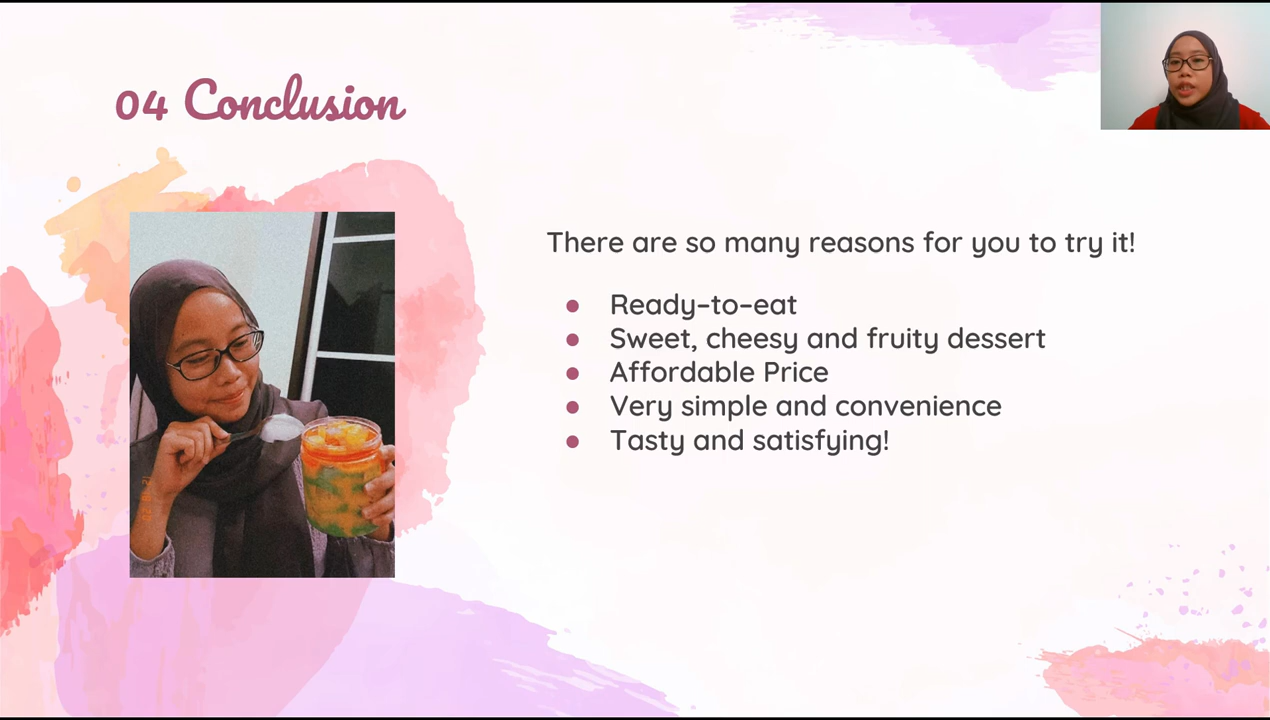 04 Conclusion
There are so many reasons for you to try it!
● Ready-to-eat
● Sweet, cheesy and fruity dessert
● Affordable Price
● Very simple and convenience
● Tasty and satisfying!